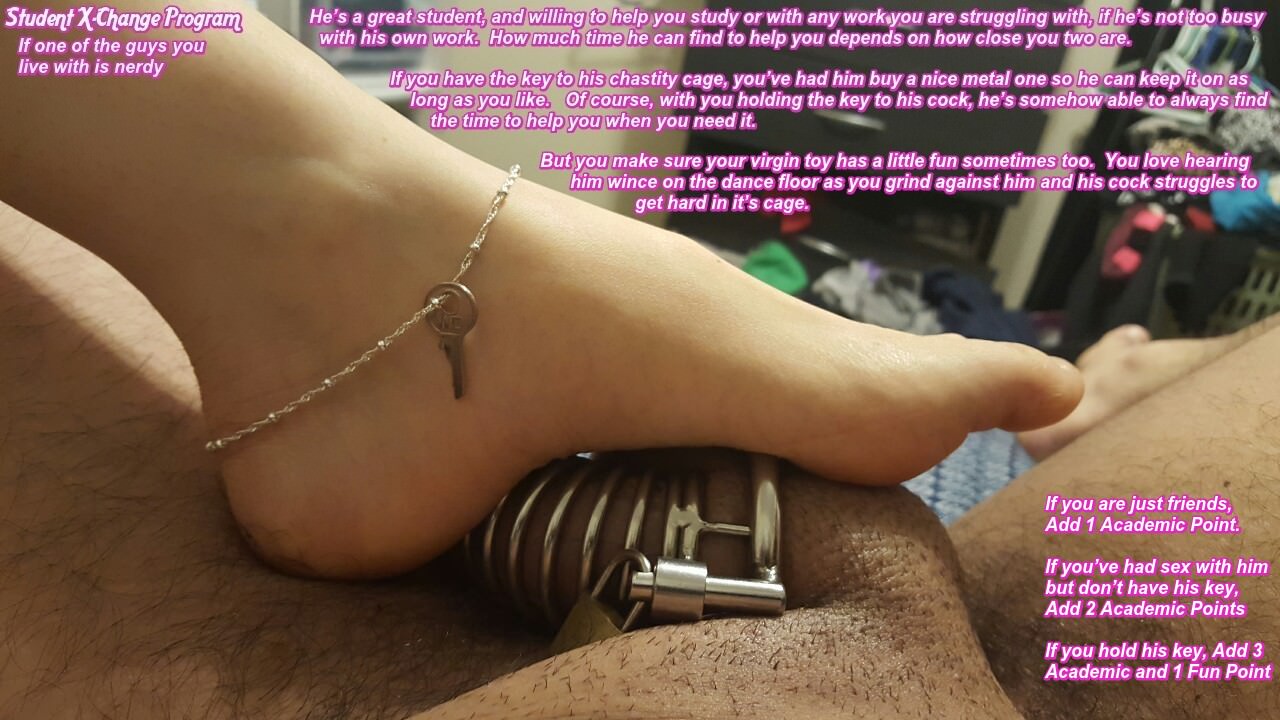 Student X-Change Program
If one of the guys you
live with is nerdy
He's a great student, and willing to help you study or with any work you are struggling with, if he's not too busy
with his own work. How much time he can find to help you depends on how close you two are.
If you have the key to his chastity cage, you've had him buy a nice metal one so he can keep it on as
long as you like. Of course, with you holding the key to his cock, he's somehow able to always find
the time to help you when you need it.
But you make sure your virgin toy has a little fun sometimes too. You love hearing
him wince on the dance floor as you grind against him and his cock struggles to
get hard in it's cage.
If you are just friends,
Add 1 Academic Point.
If you've had sex with him
but don't have his key,
Add 2 Academic Points
If you hold his key, Add 3
Academic and 1 Fun Point